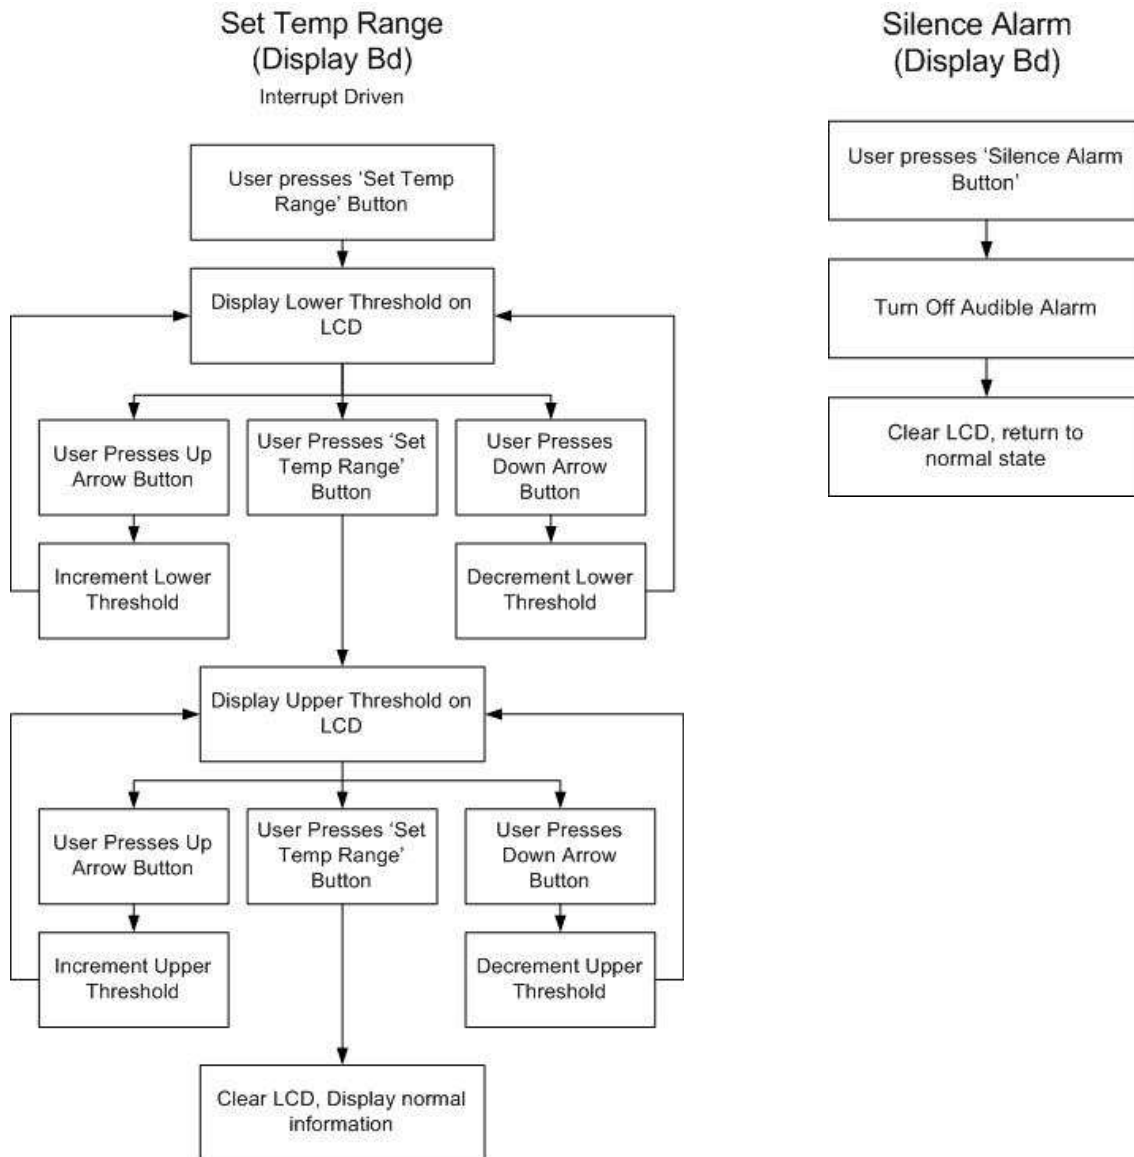 Set Temp Range
(Display Bd)
Interrupt Driven
User presses ‘Set Temp
Range’ Button
Display Lower Threshold on
LCD
User Presses Up
Arrow Button
User Presses ‘Set
Temp Range’
Button
User Presses
Down Arrow
Button
Increment Lower
Threshold
Decrement Lower
Threshold
Display Upper Threshold on
LCD
User Presses Up
Arrow Button
User Presses ‘Set
Temp Range’
Button
User Presses
Down Arrow
Button
Increment Upper
Threshold
Decrement Upper
Threshold
Clear LCD, Display normal
information
Silence Alarm
(Display Bd)
User presses ‘Silence Alarm
Button’
Turn Off Audible Alarm
Clear LCD, return to
normal state